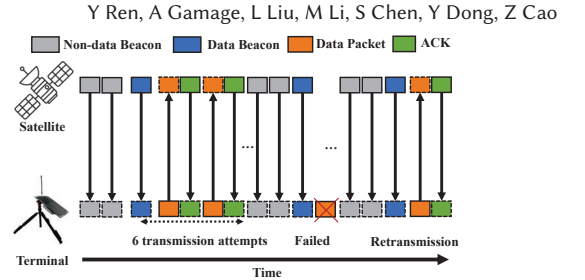 Y Ren, A Gamage, L Liu, M Li, S Chen, Y Dong, Z Cao
Non-data Beacon Data Beacon Data Packet ACK
Satellite
... ...
6 transmission attempts Failed Retransmission
Terminal
Time